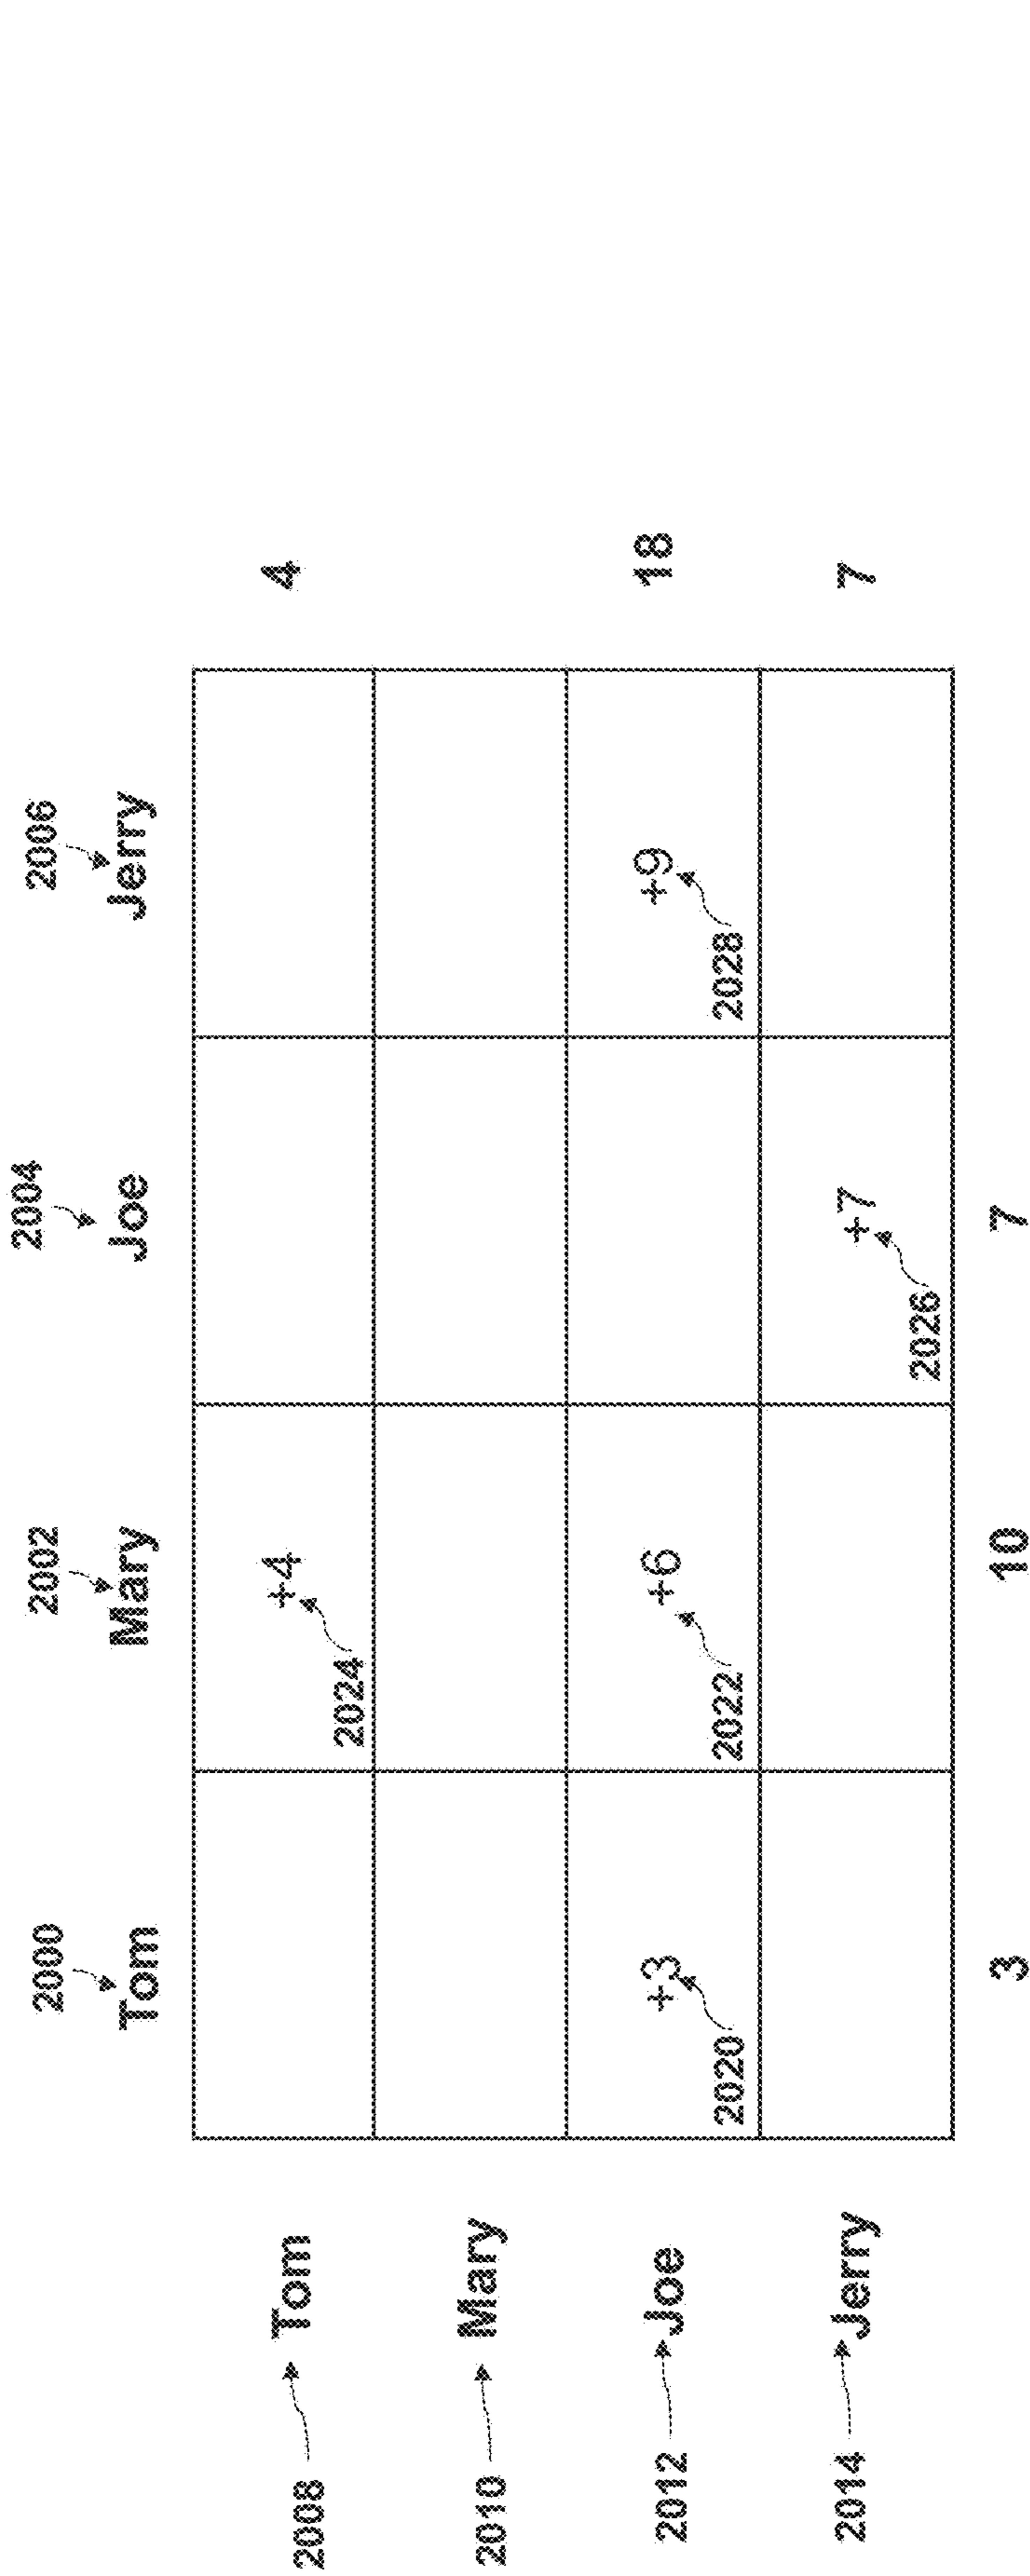 2000 2002 2004 2006
Tom Mary Joe Jerry
2008 Tom +4 4
2024
2010 Mary
2012 Joe +3 +6 +9 18
2020 2022 2028
2014 Jerry +7 7
2026
3 10 7